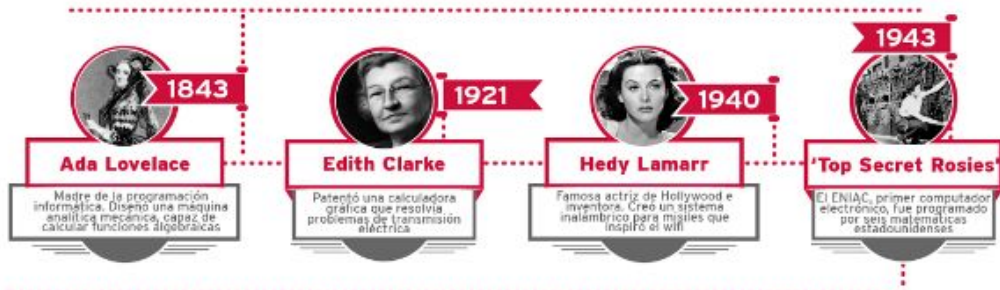 1843
Ada Lovelace
Madre de la programación
informática. Diseñó una máquina
analítica mecánica, capaz de
calcular funciones algebraicas
1921
Edith Clarke
Patentó una calculadora
gráfica que resolvía
problemas de transmisión
eléctrica
1940
Hedy Lamarr
Famosa actriz de Hollywood e
inventora. Creó un sistema
inalámbrico para misiles que
inspiró el wifi
1943
'Top Secret Rosies'
El ENIAC, primer computador
electrónico, fue programado
por seis matemáticas
estadounidenses